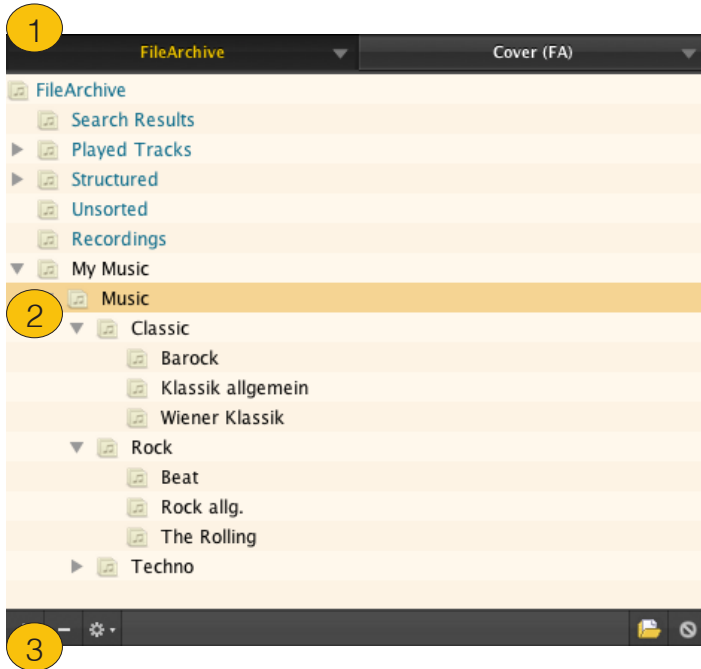 1
FileArchive Cover (FA)
FileArchive
Search Results
Played Tracks
Structured
Unsorted
Recordings
My Music
Music
2
Classic
Barock
Klassik allgemein
Wiener Klassik
Rock
Beat
Rock allg.
The Rolling
Techno
3